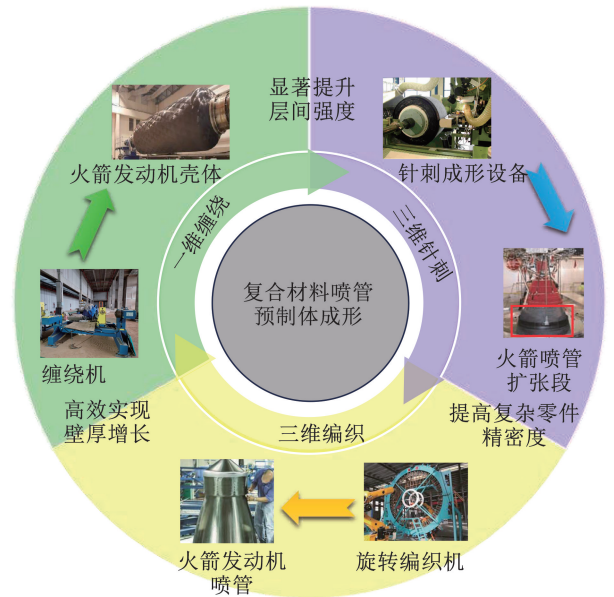 显著提升
层间强度
火箭发动机壳体
针刺成形设备
一维缠绕
三维针刺
复合材料喷管
预制体成形
缠绕机
火箭喷管
扩张段
高效实现
壁厚增长
提高复杂零件
精密度
三维编织
火箭发动机
喷管
旋转编织机